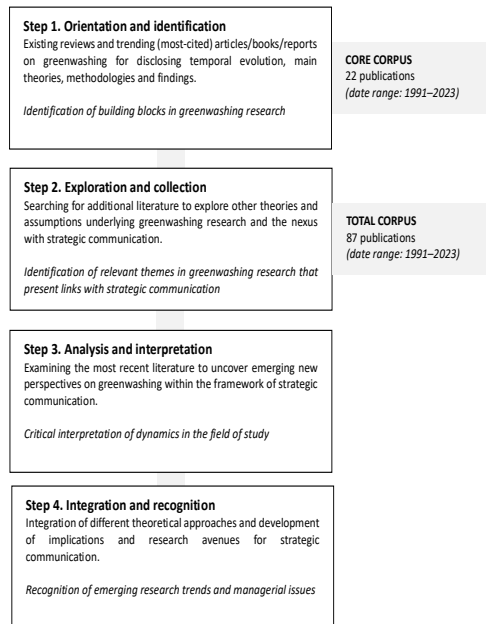 Step 1. Orientation and identification
Existing reviews and trending (most-cited) articles/books/reports
on greenwashing for disclosing temporal evolution, main
theories, methodologies and findings.
Identification of building blocks in greenwashing research
CORE CORPUS
22 publications
(date range: 1991–2023)
Step 2. Exploration and collection
Searching for additional literature to explore other theories and
assumptions underlying greenwashing research and the nexus
with strategic communication.
Identification of relevant themes in greenwashing research that
present links with strategic communication
TOTAL CORPUS
87 publications
(date range: 1991–2023)
Step 3. Analysis and interpretation
Examining the most recent literature to uncover emerging new
perspectives on greenwashing within the framework of strategic
communication.
Critical interpretation of dynamics in the field of study
Step 4. Integration and recognition
Integration of different theoretical approaches and development
of implications and research avenues for strategic
communication.
Recognition of emerging research trends and managerial issues